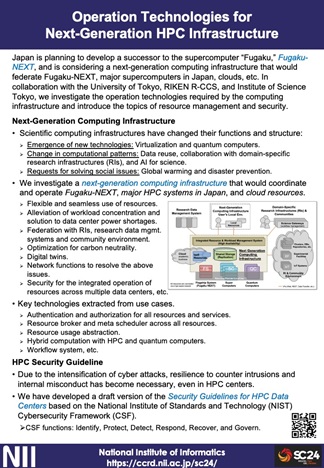 Operation Technologies for
Next-Generation HPC Infrastructure
Japan is planning to develop a successor to the supercomputer "Fugaku," Fugaku-
NEXT, and is considering a next-generation computing infrastructure that would
federate Fugaku-NEXT, major supercomputers in Japan, clouds, etc. In
collaboration with the University of Tokyo, RIKEN R-CCS, and Institute of Science
Tokyo, we investigate the operation technologies required by the computing
infrastructure and introduce the topics of resource management and security.
Next-Generation Computing Infrastructure
• Scientific computing infrastructures have changed their functions and structure:
➢ Emergence of new technologies: Virtualization and quantum computers.
➢ Change in computational patterns: Data reuse, collaboration with domain-specific
research infrastructures (RIs), and AI for science.
➢ Requests for solving social issues: Global warming and disaster prevention.
• We investigate a next-generation computing infrastructure that would coordinate
and operate Fugaku-NEXT, major HPC systems in Japan, and cloud resources.
▪ Flexible and seamless use of resources.
▪ Alleviation of workload concentration and
solution to data center power shortages.
▪ Federation with RIs, research data mgmt.
systems and community environment.
▪ Optimization for carbon neutrality.
▪ Digital twins.
▪ Network functions to resolve the above
issues.
▪ Security for the integrated operation of
resources across multiple data centers, etc.
• Key technologies extracted from use cases.
▪ Authentication and authorization for all resources and services.
▪ Resource broker and meta scheduler across all resources.
▪ Resource usage abstraction.
▪ Hybrid computation with HPC and quantum computers.
▪ Workflow system, etc.
HPC Security Guideline
• Due to the intensification of cyber attacks, resilience to counter intrusions and
internal misconduct has become necessary, even in HPC centers.
• We have developed a draft version of the Security Guidelines for HPC Data
Centers based on the National Institute of Standards and Technology (NIST)
Cybersecurity Framework (CSF).
➢CSF functions: Identify, Protect, Detect, Respond, Recover, and Govern.
NII
National Institute of Informatics
https://ccrd.nii.ac.jp/sc24/
SC24